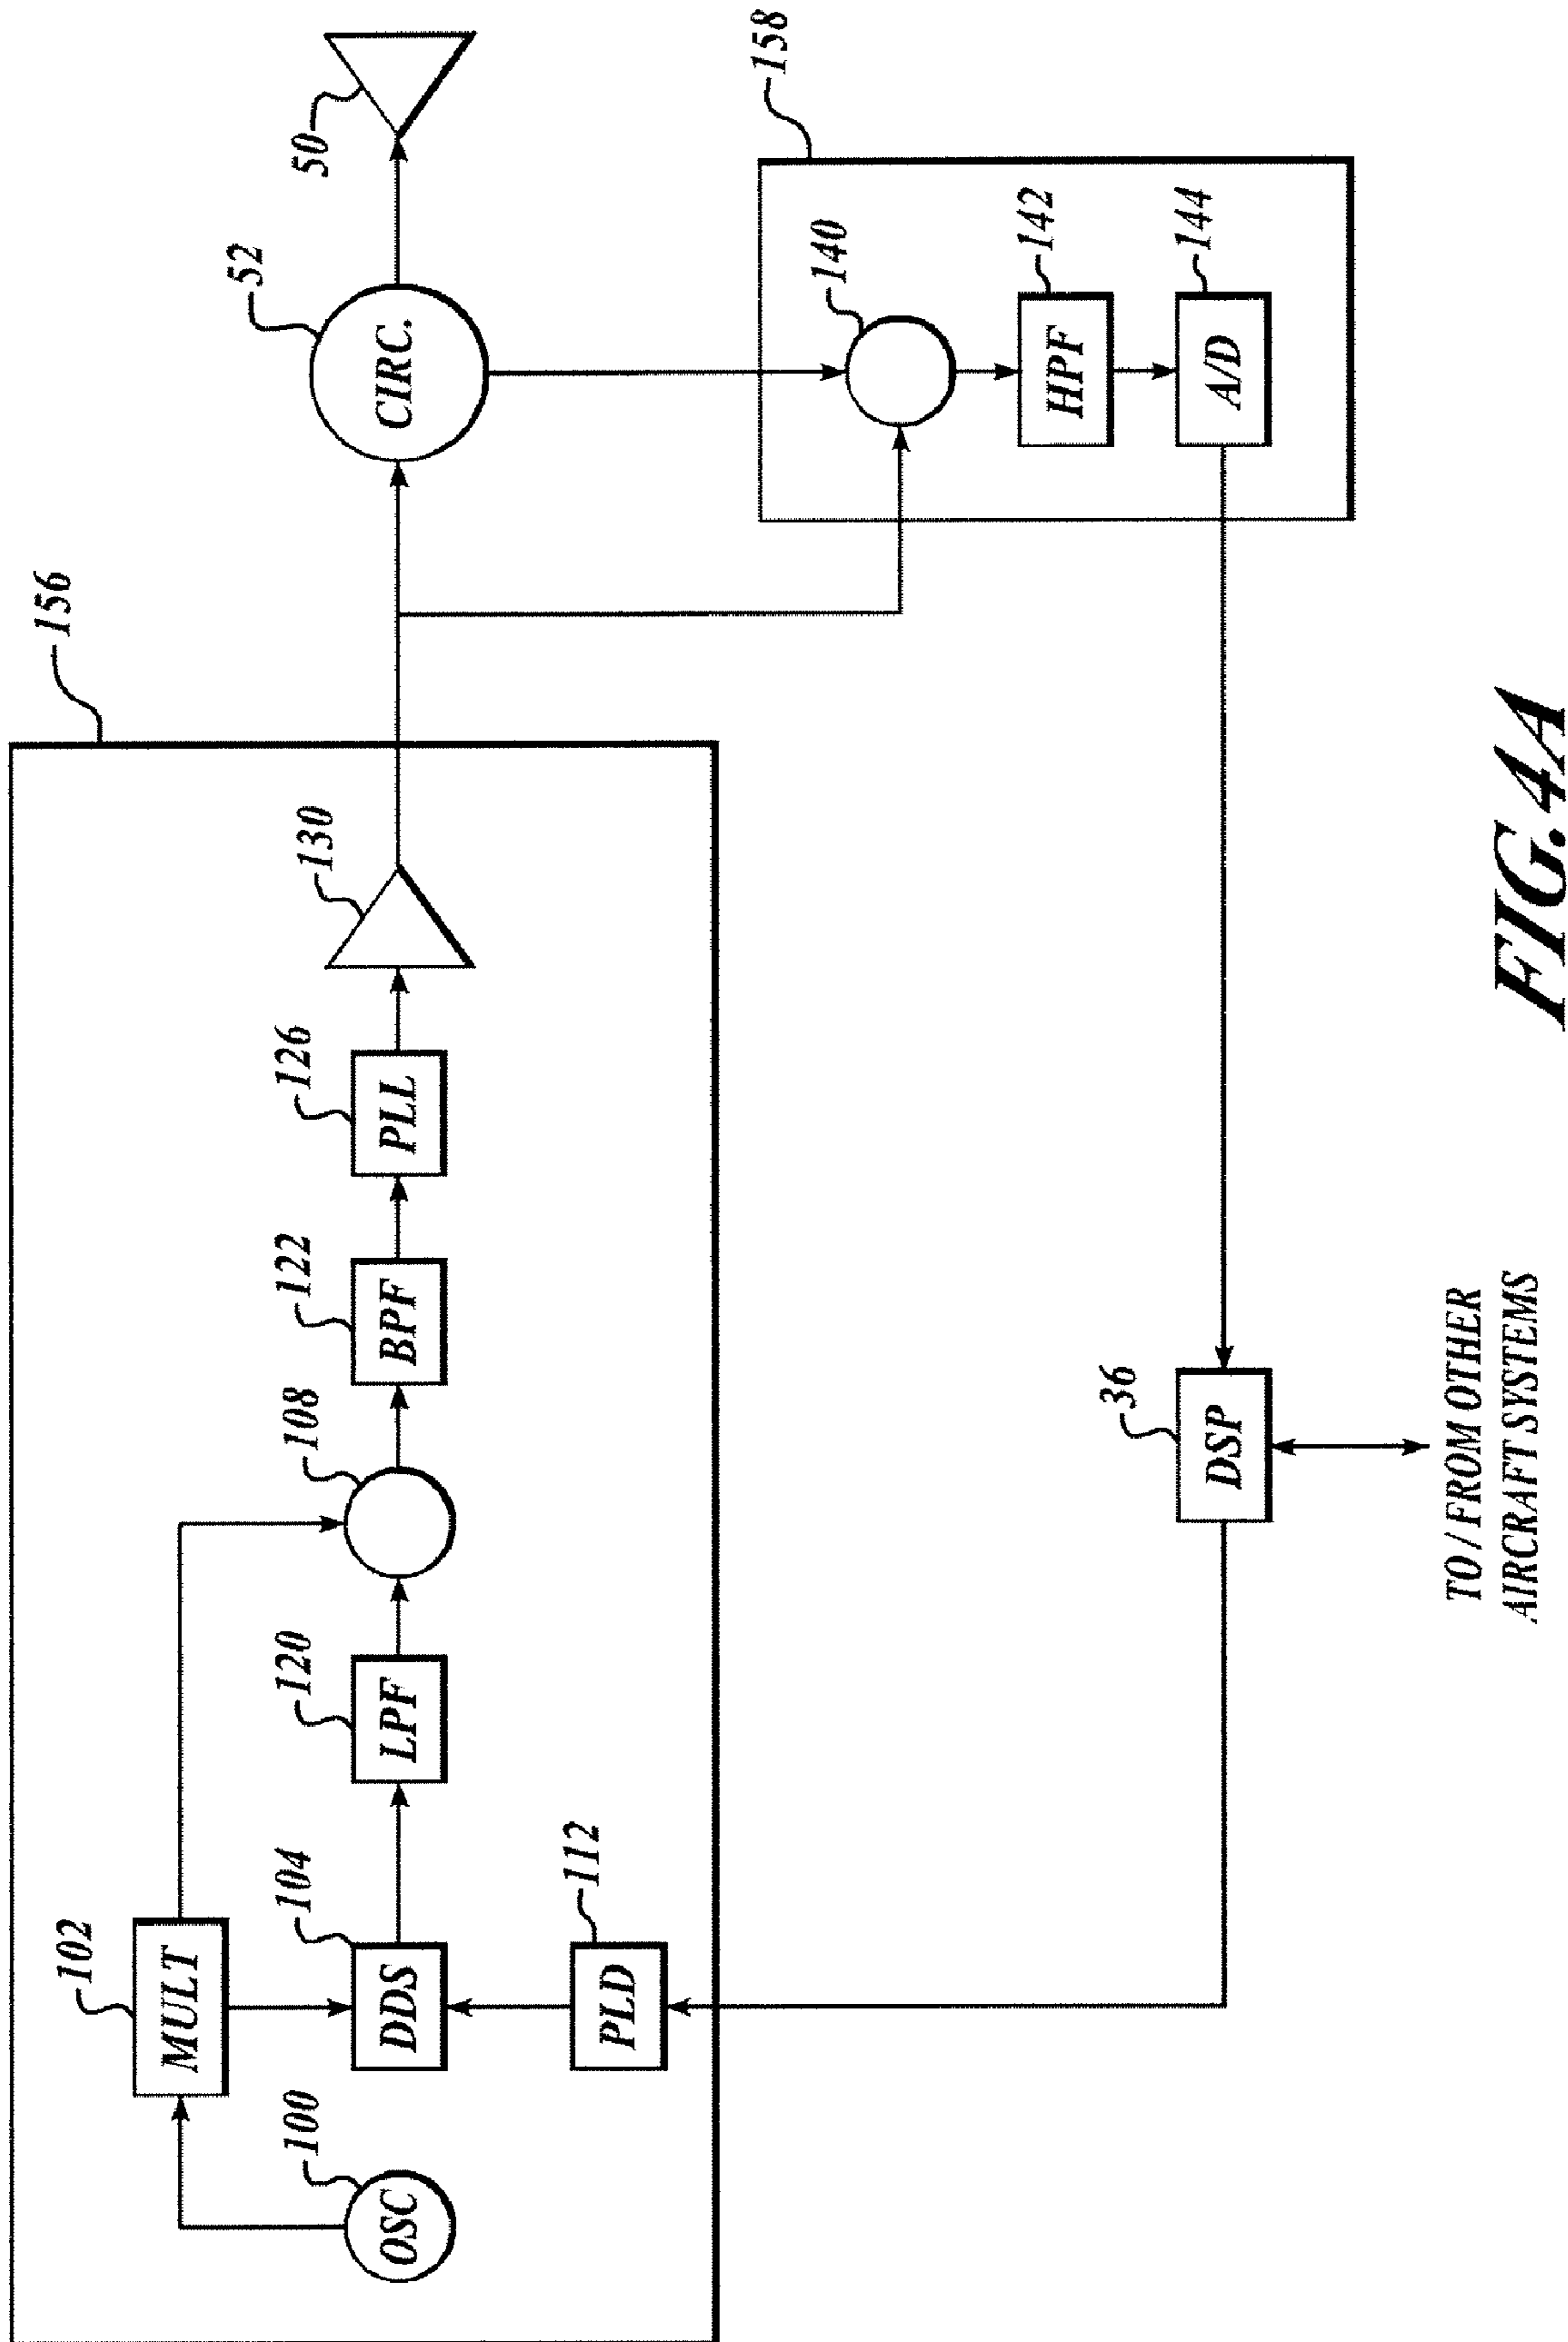 156
102
MULT
100
OSC
104
DDS
112
PLD
120
LPF
108
122
BPF
126
PLL
130
52
CIRC.
50
158
140
142
HPF
144
A/D
36
DSP
TO / FROM OTHER
AIRCRAFT SYSTEMS
FIG.4A